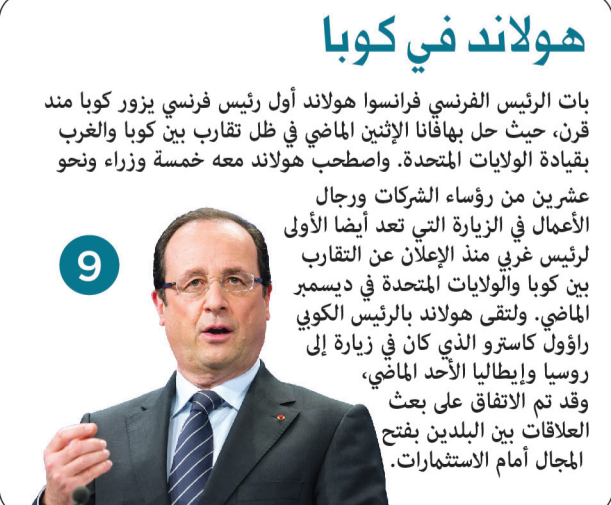 هولاند في كوبا
بات الرئيس الفرنسي فرانسوا هولاند أول رئيس فرنسي يزور كوبا مند
قرن، حيث حل بهافانا الإثنين الماضي في ظل تقارب بين كوبا والغرب
بقيادة الولايات المتحدة. واصطحب هولاند معه خمسة وزراء ونحو
عشرين من رؤساء الشركات ورجال
الأعمال في الزيارة التي تعد أيضا الأولى
لرئيس غربي منذ الإعلان عن التقارب
بين كوبا والولايات المتحدة في ديسمبر
الماضي. ولتقى هولاند بالرئيس الكوبي
راؤول كاسترو الذي كان في زيارة إلى
روسيا وإيطاليا الأحد الماضي،
وقد تم الاتفاق على بعث
العلاقات بين البلدين بفتح
المجال أمام الاستثمارات.
9